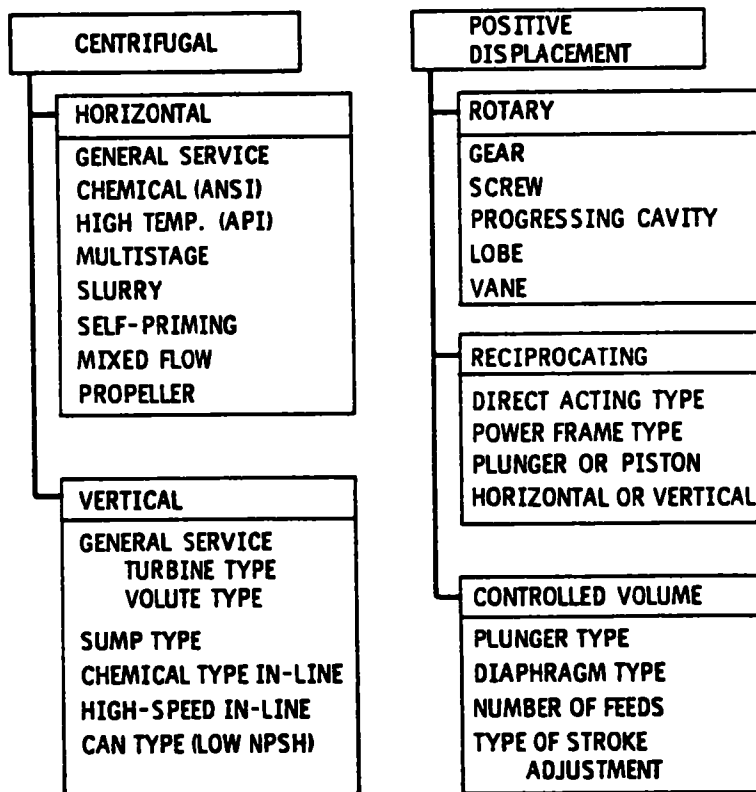 CENTRIFUGAL
HORIZONTAL
GENERAL SERVICE
CHEMICAL (ANSI)
HIGH TEMP. (API)
MULTISTAGE
SLURRY
SELF-PRIMING
MIXED FLOW
PROPELLER
VERTICAL
GENERAL SERVICE
TURBINE TYPE
VOLUTE TYPE
SUMP TYPE
CHEMICAL TYPE IN-LINE
HIGH-SPEED IN-LINE
CAN TYPE (LOW NPSH)
POSITIVE
DISPLACEMENT
ROTARY
GEAR
SCREW
PROGRESSING CAVITY
LOBE
VANE
RECIPROCATING
DIRECT ACTING TYPE
POWER FRAME TYPE
PLUNGER OR PISTON
HORIZONTAL OR VERTICAL
CONTROLLED VOLUME
PLUNGER TYPE
DIAPHRAGM TYPE
NUMBER OF FEEDS
TYPE OF STROKE
ADJUSTMENT